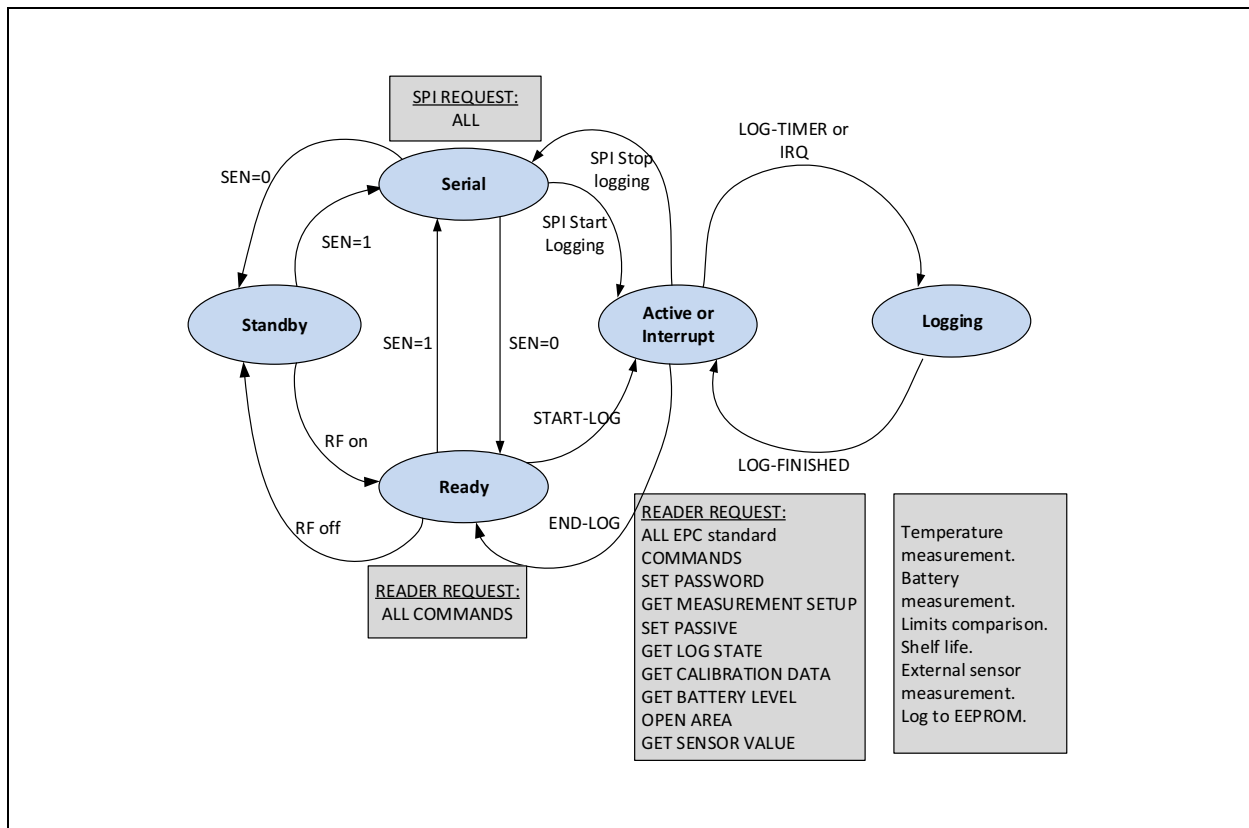 SPI REQUEST:
ALL
LOG-TIMER or
IRQ
SEN=0
Serial
SPI Stop
logging
SEN=1
SPI Start
Logging
Standby
SEN=1
SEN=0
Active or
Interrupt
Logging
RF on
START-LOG
Ready
LOG-FINISHED
RF off
END-LOG
READER REQUEST:
ALL COMMANDS
READER REQUEST:
ALL EPC standard
COMMANDS
SET PASSWORD
GET MEASUREMENT SETUP
SET PASSIVE
GET LOG STATE
GET CALIBRATION DATA
GET BATTERY LEVEL
OPEN AREA
GET SENSOR VALUE
Temperature
measurement.
Battery
measurement.
Limits comparison.
Shelf life.
External sensor
measurement.
Log to EEPROM.